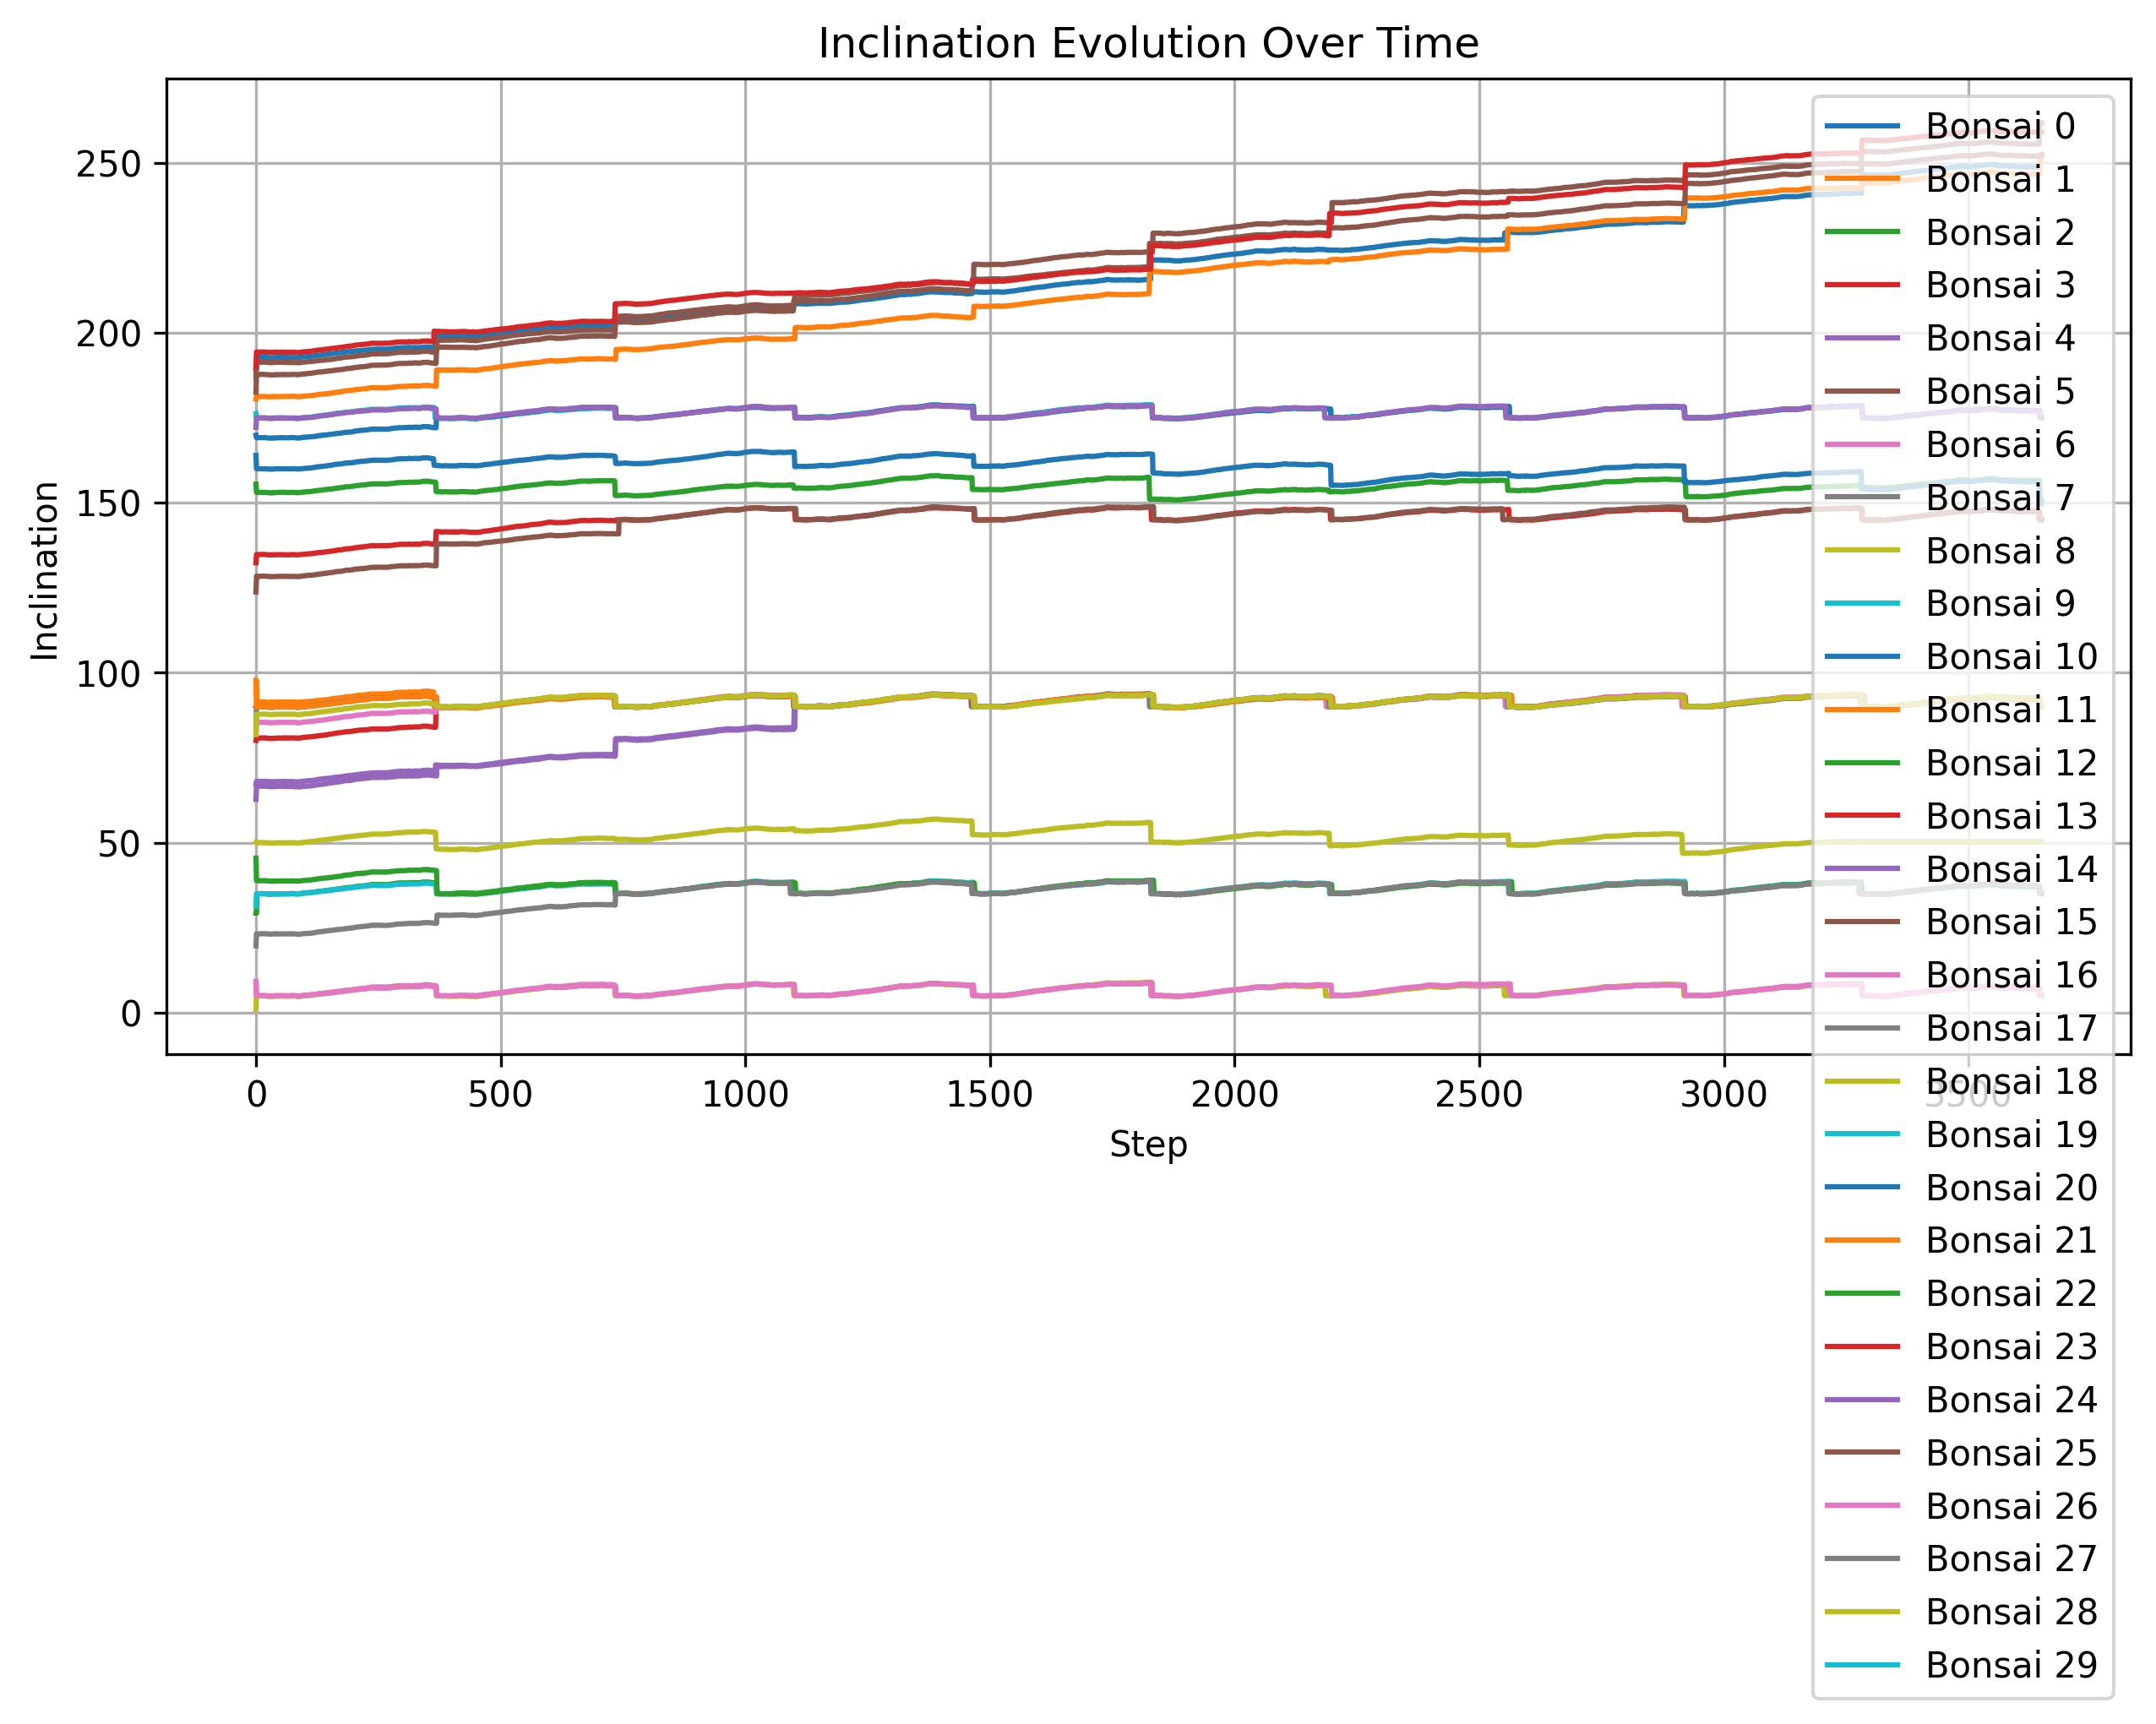 Inclination Evolution Over Time
Inclination
250
200
150
100
50
0
0 500 1000 1500 2000 2500 3000 3500
Step
Bonsai 0
Bonsai 1
Bonsai 2
Bonsai 3
Bonsai 4
Bonsai 5
Bonsai 6
Bonsai 7
Bonsai 8
Bonsai 9
Bonsai 10
Bonsai 11
Bonsai 12
Bonsai 13
Bonsai 14
Bonsai 15
Bonsai 16
Bonsai 17
Bonsai 18
Bonsai 19
Bonsai 20
Bonsai 21
Bonsai 22
Bonsai 23
Bonsai 24
Bonsai 25
Bonsai 26
Bonsai 27
Bonsai 28
Bonsai 29